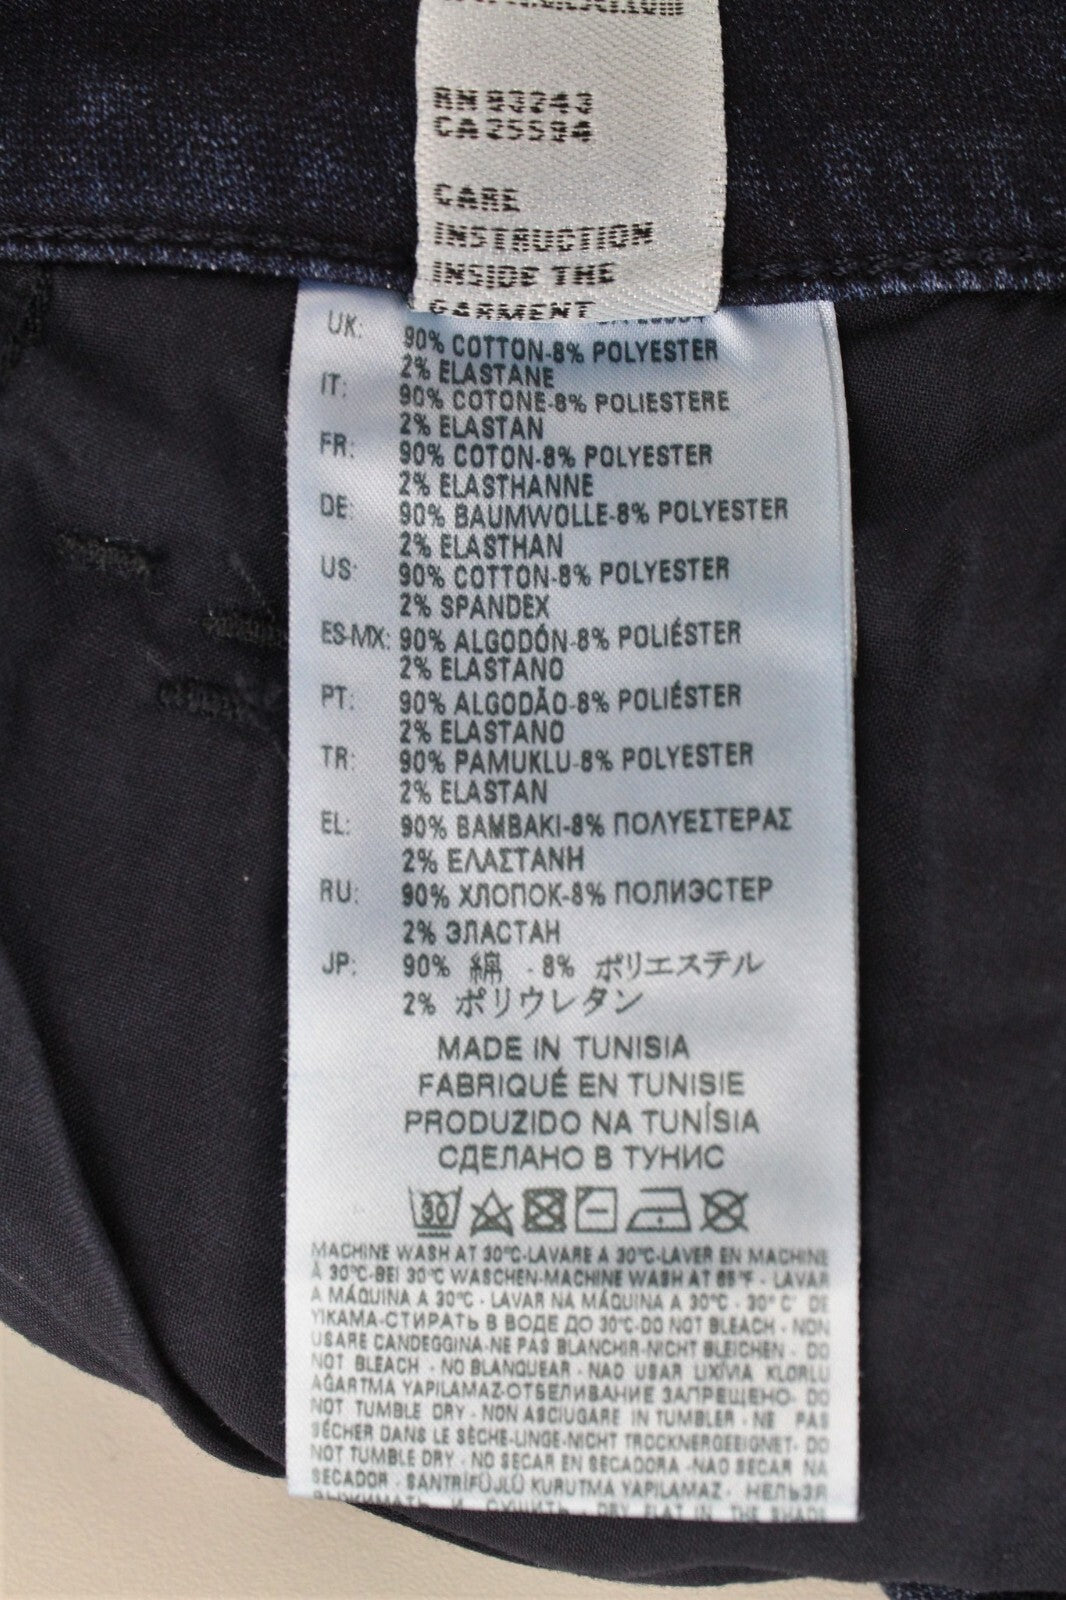 RN 93243
CA 25594
CARE
INSTRUCTION
INSIDE THE
GARMENT
UK: 90% COTTON-8% POLYESTER
2% ELASTANE
IT: 90% COTONE-8% POLIESTERE
2% ELASTAN
FR: 90% COTON-8% POLYESTER
2% ELASTHANNE
DE: 90% BAUMWOLLE-8% POLYESTER
2% ELASTHAN
US: 90% COTTON-8% POLYESTER
2% SPANDEX
ES-MX: 90% ALGODÓN-8% POLIÉSTER
2% ELASTANO
PT: 90% ALGODÃO-8% POLIÉSTER
2% ELASTANO
TR: 90% PAMUKLU-8% POLYESTER
2% ELASTAN
EL: 90% ΒΑΜΒΑΚΙ-8% ΠΟΛΥΕΣΤΕΡΑΣ
2% ΕΛΑΣΤΑΝΗ
RU: 90% ХЛОПОК-8% ПОЛИЭСТЕР
2% ЭЛАСТАН
JP: 90% 綿 - 8% ポリエステル
2% ポリウレタン
MADE IN TUNISIA
FABRIQUÉ EN TUNISIE
PRODUZIDO NA TUNÍSIA
СДЕЛАНО В ТУНИС
30
MACHINE WASH AT 30°C-LAVARE A 30°C-LAVER EN MACHINE
À 30°C-BEI 30°C WASCHEN-MACHINE WASH AT 85°F - LAVAR
A MÁQUINA A 30°C - LAVAR NA MÁQUINA A 30°C - 30° C' DE
YIKAMA-СТИРАТЬ В ВОДЕ ДО 30°C-DO NOT BLEACH - NON
USARE CANDEGGINA-NE PAS BLANCHIR-NICHT BLEICHEN - DO
NOT BLEACH - NO BLANQUEAR - NAO USAR LIXÍVIA KLORLU
AĞARTMA YAPILAMAZ-ОТБЕЛИВАНИЕ ЗАПРЕЩЕНО- DO
NOT TUMBLE DRY - NON ASCIUGARE IN TUMBLER - NE PAS
SÉCHER DANS LE SÈCHE-LINGE-NICHT TROCKNERGEEIGNET- DO
NOT TUMBLE DRY - NO SECAR EN SECADORA -NAO SECAR NA
SECADOR - SANTRİFÜJLÜ KURUTMA YAPILAMAZ - НЕЛЬЗЯ
ВЫЖИМАТЬ И СУШИТЬ - DRY FLAT IN THE SHADE